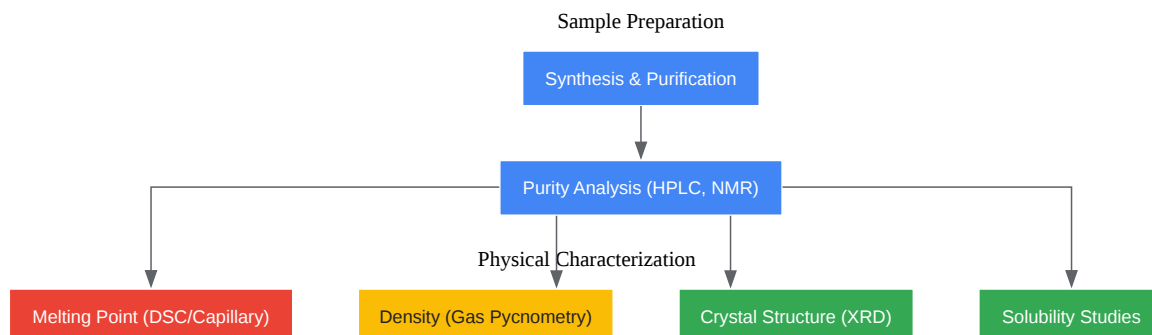 Sample Preparation
Synthesis & Purification
Purity Analysis (HPLC, NMR)
Physical Characterization
Melting Point (DSC/Capillary)
Density (Gas Pycnometry)
Crystal Structure (XRD)
Solubility Studies